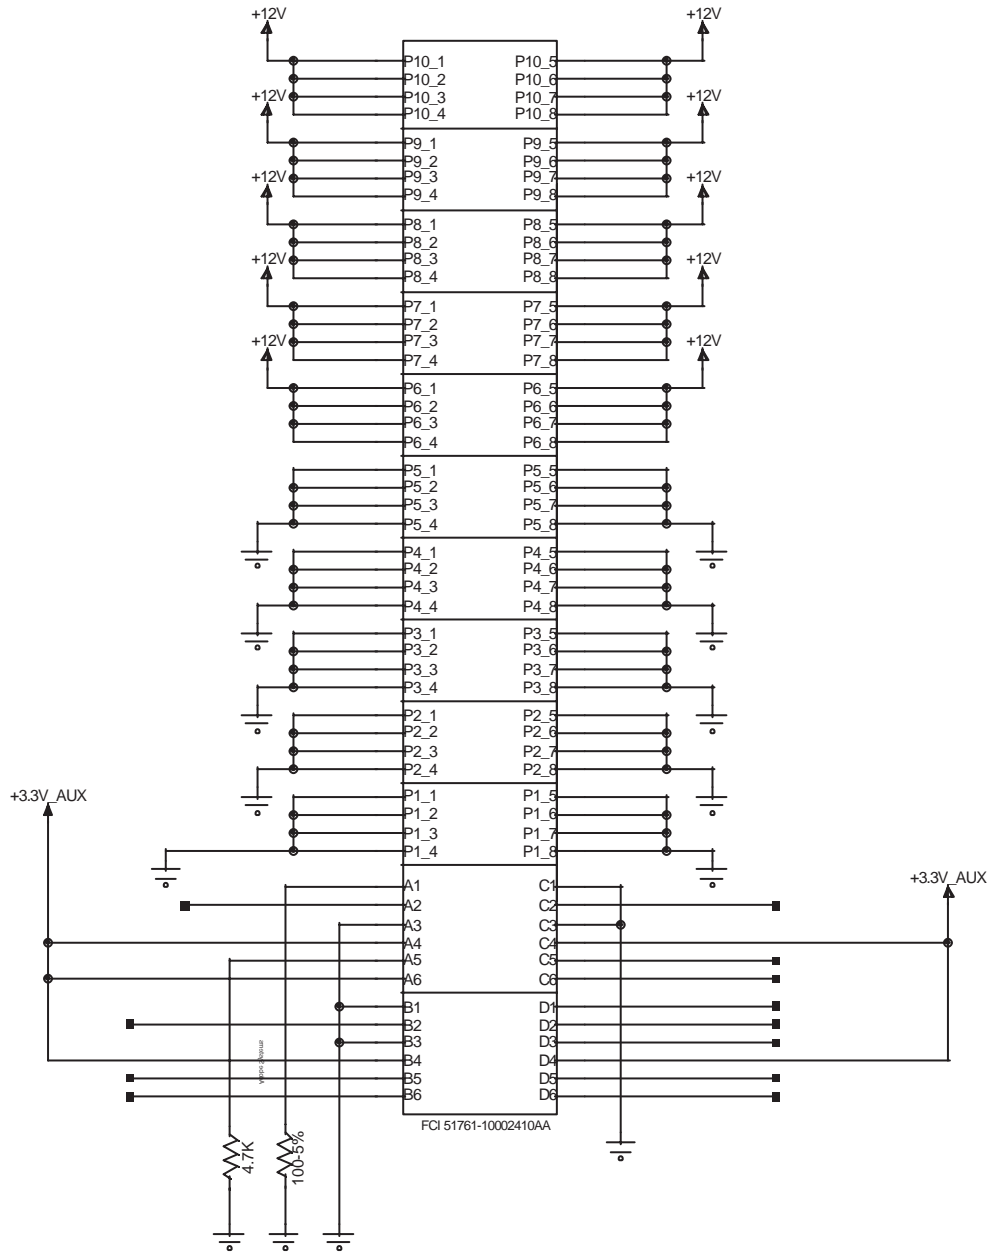 +12V +12V
P10_1 P10_5
P10_2 P10_6
P10_3 P10_7
P10_4 P10_8
+12V +12V
P9_1 P9_5
P9_2 P9_6
P9_3 P9_7
P9_4 P9_8
+12V +12V
P8_1 P8_5
P8_2 P8_6
P8_3 P8_7
P8_4 P8_8
+12V +12V
P7_1 P7_5
P7_2 P7_6
P7_3 P7_7
P7_4 P7_8
+12V +12V
P6_1 P6_5
P6_2 P6_6
P6_3 P6_7
P6_4 P6_8
P5_1 P5_5
P5_2 P5_6
P5_3 P5_7
P5_4 P5_8
P4_1 P4_5
P4_2 P4_6
P4_3 P4_7
P4_4 P4_8
P3_1 P3_5
P3_2 P3_6
P3_3 P3_7
P3_4 P3_8
P2_1 P2_5
P2_2 P2_6
P2_3 P2_7
P2_4 P2_8
+3.3V_AUX
P1_1 P1_5
P1_2 P1_6
P1_3 P1_7
P1_4 P1_8
+3.3V_AUX
A1 C1
A2 C2
A3 C3
A4 C4
A5 C5
A6 C6
B1 D1
B2 D2
B3 D3
B4 D4
B5 D5
B6 D6
FCI 51761-10002410AA
4.7K
100-5%